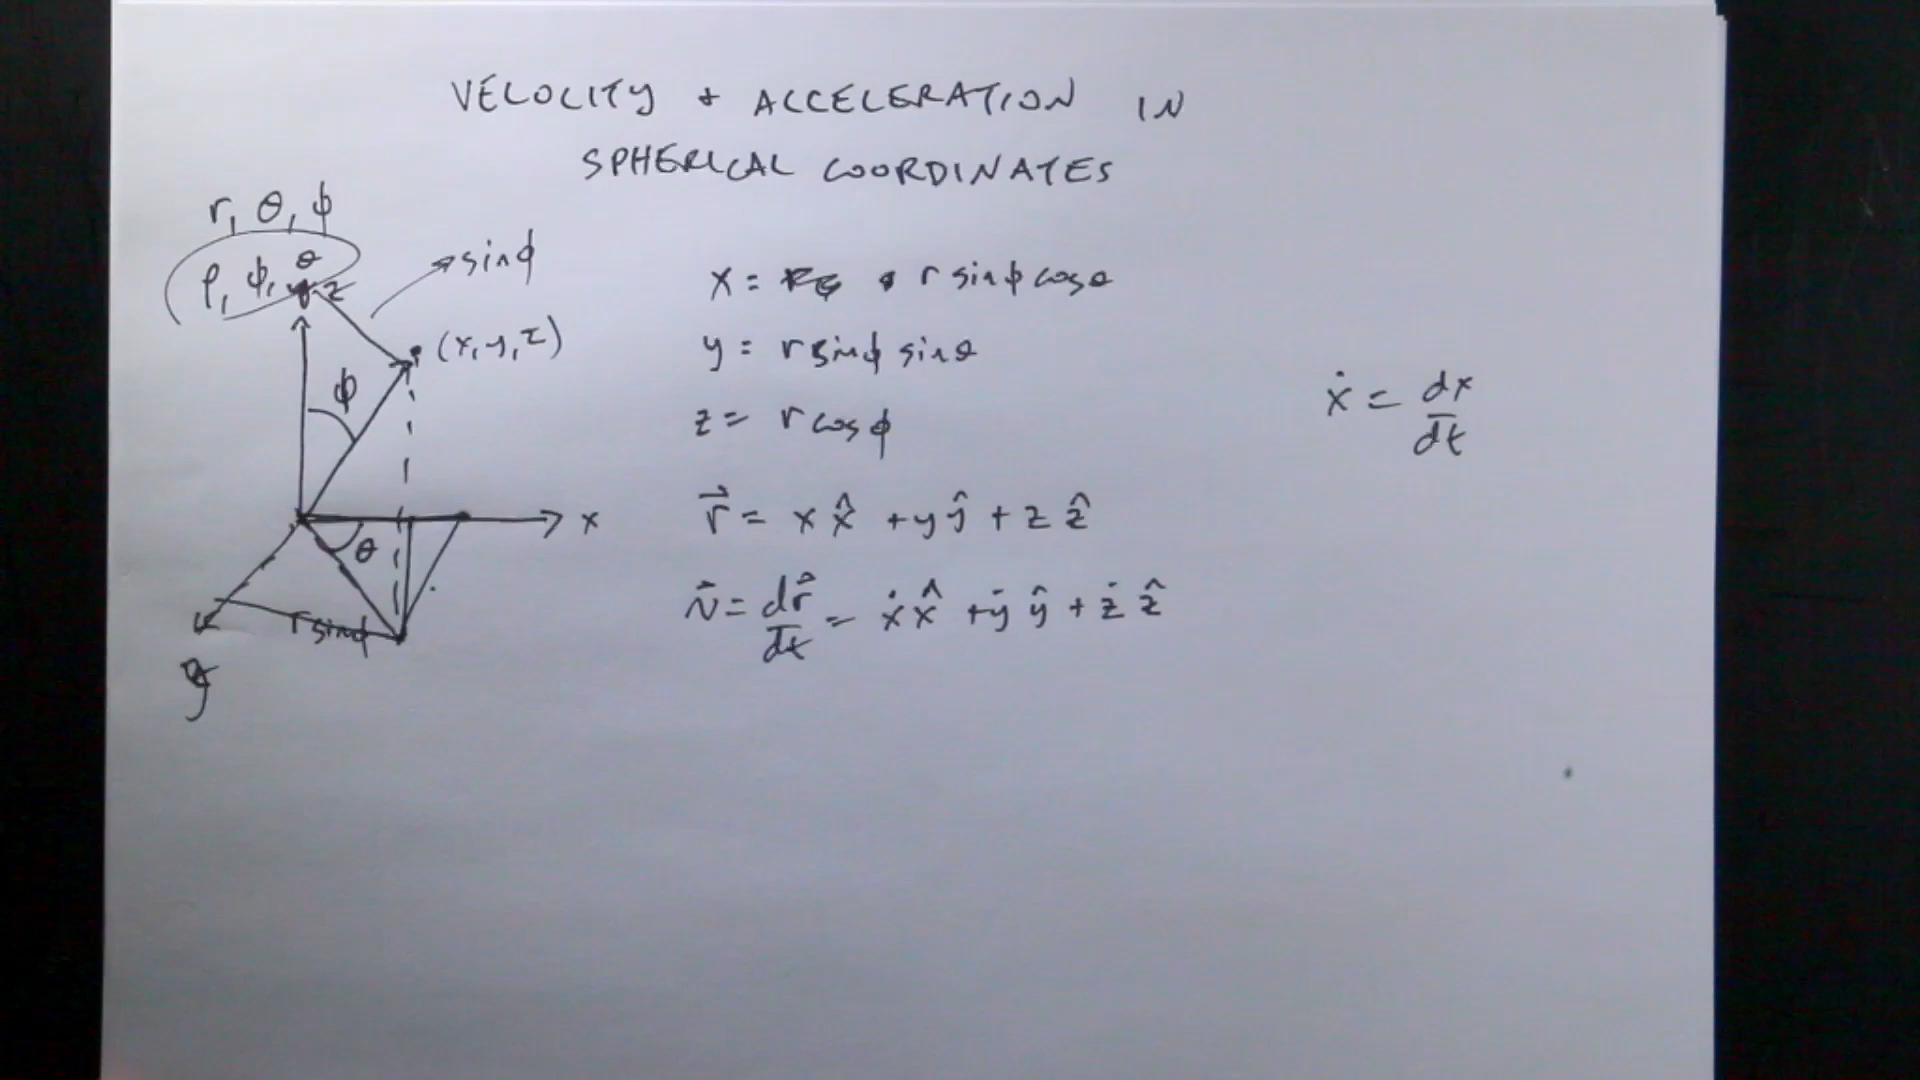 VELOCITY + ACCELERATION IN
SPHERICAL COORDINATES
r, θ, ϕ
ρ, ϕ, θ
z
sinϕ
(x, y, z)
ϕ
x
θ
r sinϕ
y
x = r sinϕ cosθ
y = r sinϕ sinθ
z = r cosϕ
r⃗ = x x̂ + y ŷ + z ẑ
v⃗ = dr⃗/dt = ẋ x̂ + ẏ ŷ + ż ẑ
ẋ = dx/dt